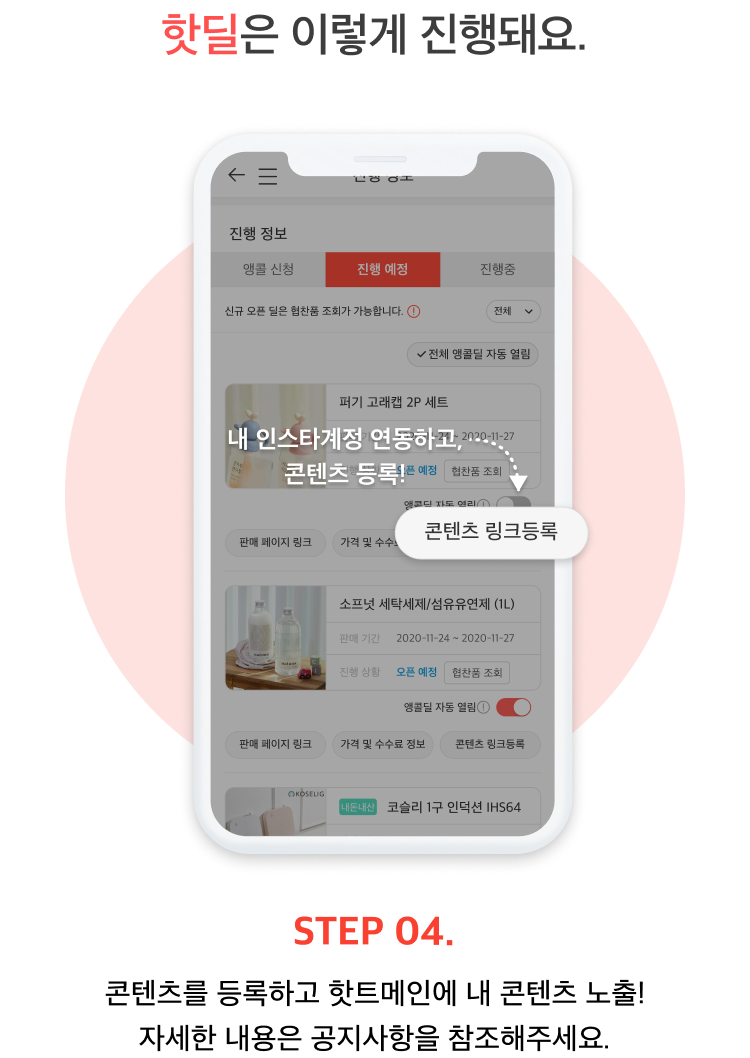 핫딜은 이렇게 진행돼요.
진행 정보
진행 정보
앵콜 신청 진행 예정 진행중
신규 오픈 딜은 협찬품 조회가 가능합니다. 전체
전체 앵콜딜 자동 열림
퍼기 고래캡 2P 세트
~ 2020-11-27
내 인스타계정 연동하고,
콘텐츠 등록!
오픈 예정 협찬품 조회
앵콜딜 자동 열림
콘텐츠 링크등록
판매 페이지 링크 가격 및 수수료
소프넛 세탁세제/섬유유연제 (1L)
판매 기간 2020-11-24 ~ 2020-11-27
진행 상황 오픈 예정 협찬품 조회
앵콜딜 자동 열림
판매 페이지 링크 가격 및 수수료 정보 콘텐츠 링크등록
KOSELIG
내돈내산 코슬리 1구 인덕션 IHS64
STEP 04.
콘텐츠를 등록하고 핫트메인에 내 콘텐츠 노출!
자세한 내용은 공지사항을 참조해주세요.